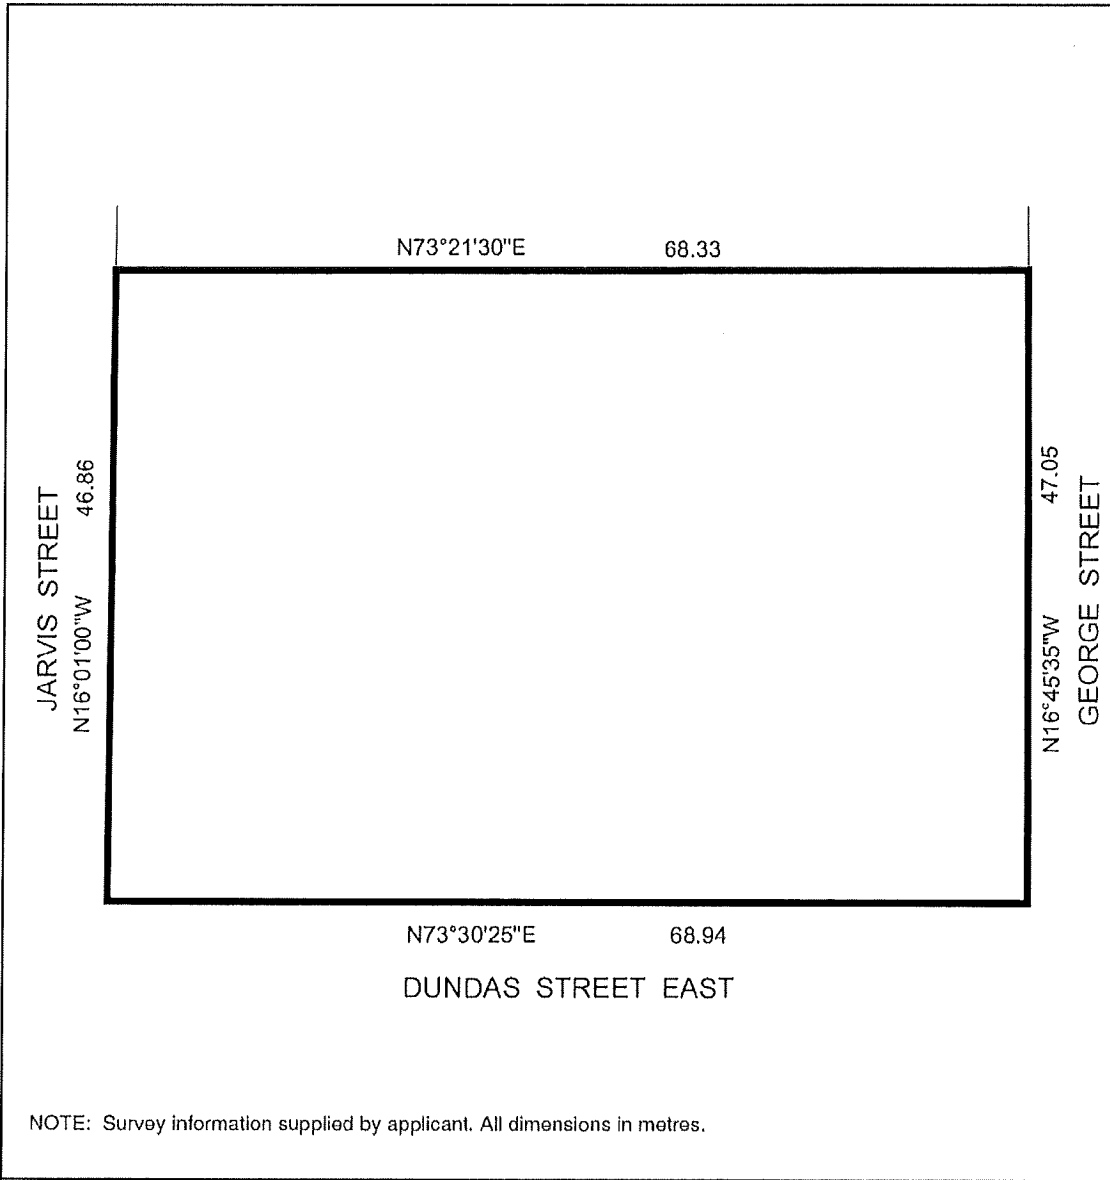 N73°21'30"E 68.33
JARVIS STREET
N16°01'00"W 46.86
N16°45'35"W 47.05
GEORGE STREET
N73°30'25"E 68.94
DUNDAS STREET EAST
NOTE: Survey information supplied by applicant. All dimensions in metres.